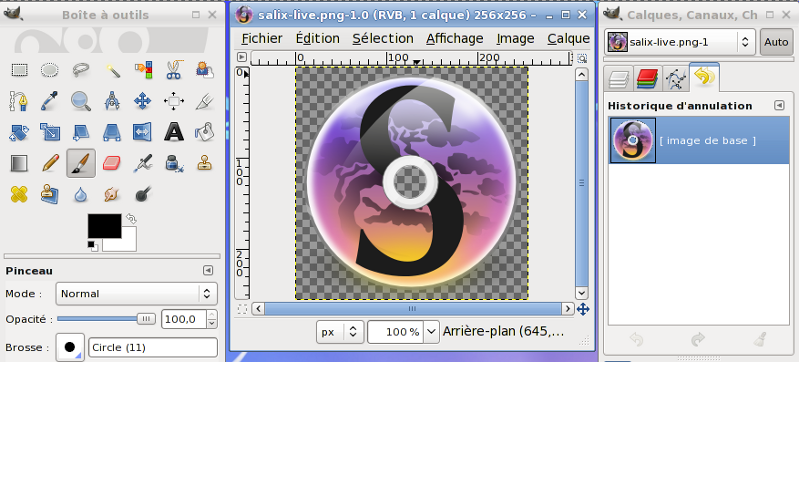 Boîte à outils
Pinceau
Mode : Normal
Opacité : 100,0
Brosse : Circle (11)
salix-live.png-1.0 (RVB, 1 calque) 256x256 –
Fichier Édition Sélection Affichage Image Calque
0 100 200
0
100
200
S
px 100 % Arrière-plan (645,...
Calques, Canaux, Ch
salix-live.png-1 Auto
Historique d'annulation
[ image de base ]